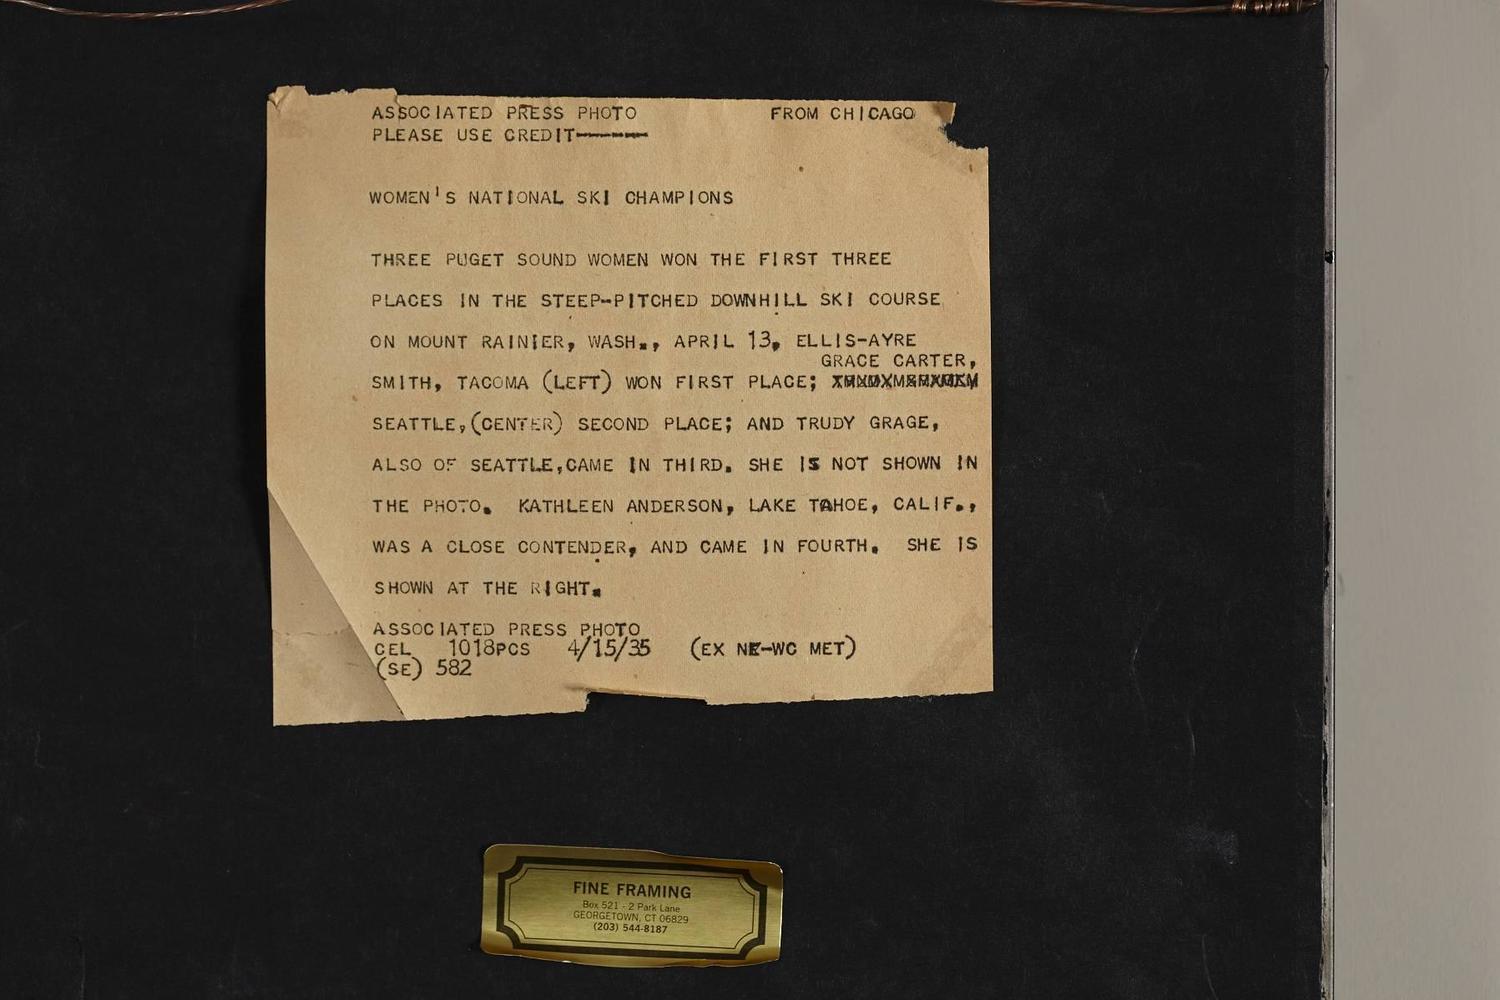 ASSOCIATED PRESS PHOTO FROM CHICAGO
PLEASE USE CREDIT------
WOMEN'S NATIONAL SKI CHAMPIONS
THREE PUGET SOUND WOMEN WON THE FIRST THREE
PLACES IN THE STEEP-PITCHED DOWNHILL SKI COURSE
ON MOUNT RAINIER, WASH., APRIL 13, ELLIS-AYRE
GRACE CARTER,
SMITH, TACOMA (LEFT) WON FIRST PLACE;
SEATTLE,(CENTER) SECOND PLACE; AND TRUDY GRAGE,
ALSO OF SEATTLE,CAME IN THIRD. SHE IS NOT SHOWN IN
THE PHOTO. KATHLEEN ANDERSON, LAKE TAHOE, CALIF.,
WAS A CLOSE CONTENDER, AND CAME IN FOURTH. SHE IS
SHOWN AT THE RIGHT.
ASSOCIATED PRESS PHOTO
CEL 1018PCS 4/15/35 (EX NE-WC MET)
(SE) 582
FINE FRAMING
Box 521 - 2 Park Lane
GEORGETOWN, CT 06829
(203) 544-8187